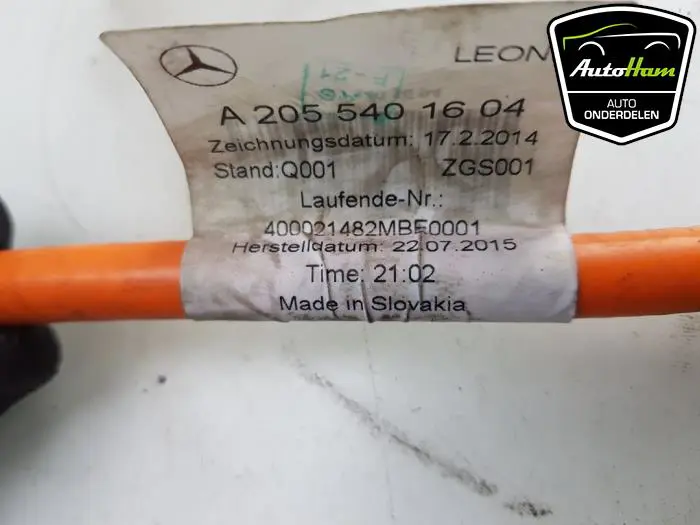 LEON
AutoHam
AUTO
ONDERDELEN
A 205 540 16 04
Zeichnungsdatum: 17.2.2014
Stand:Q001 ZGS001
Laufende-Nr.:
400021482MBE0001
Herstelldatum: 22.07.2015
Time: 21:02
Made in Slovakia